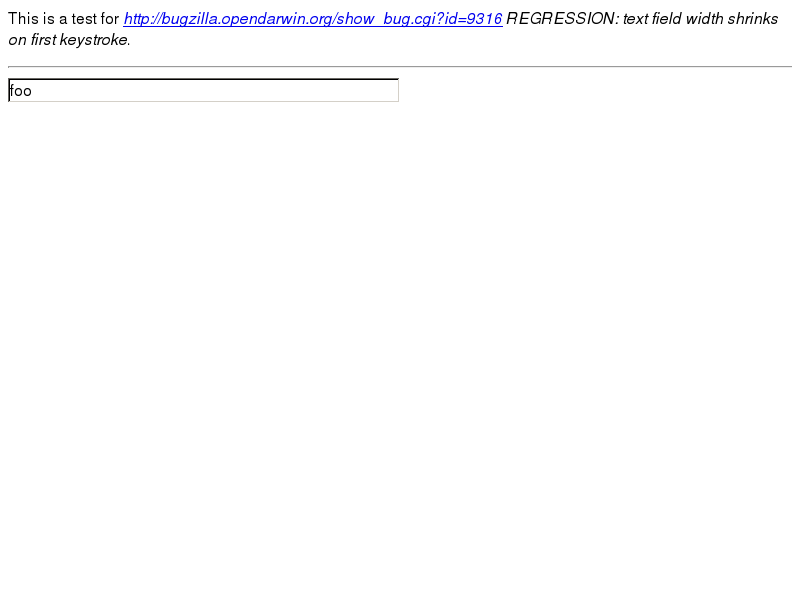 This is a test for http://bugzilla.opendarwin.org/show_bug.cgi?id=9316 REGRESSION: text field width shrinks
on first keystroke.
foo